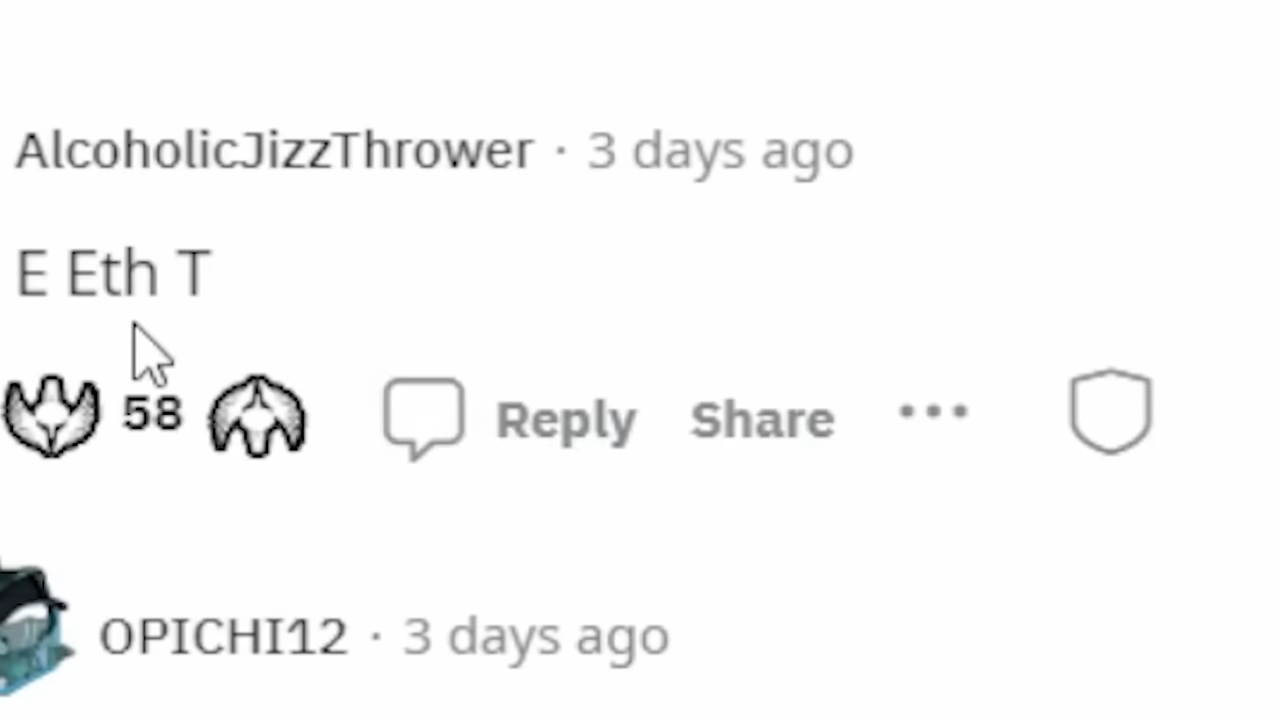 AlcoholicJizzThrower · 3 days ago
E Eth T
58 Reply Share ...
OPICHI12 · 3 days ago